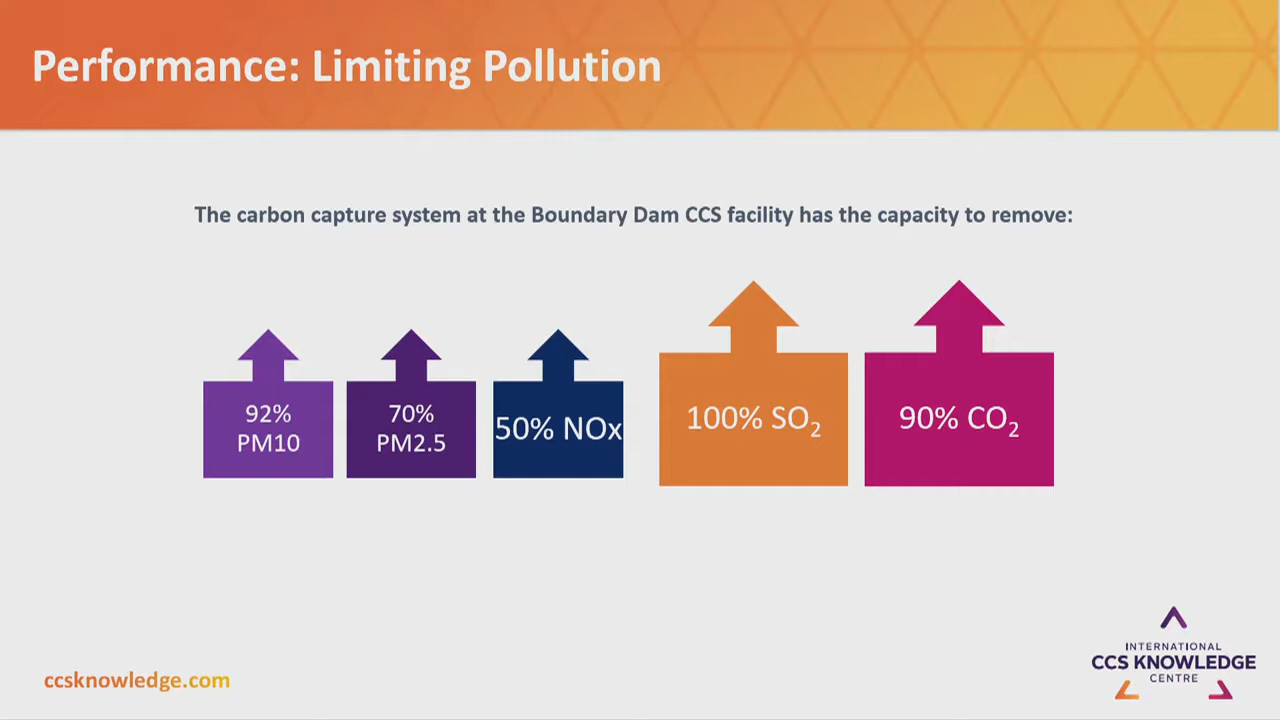 Performance: Limiting Pollution
The carbon capture system at the Boundary Dam CCS facility has the capacity to remove:
92%
PM10
70%
PM2.5
50% NOx
100% SO₂
90% CO₂
ccsknowledge.com
INTERNATIONAL
CCS KNOWLEDGE
CENTRE